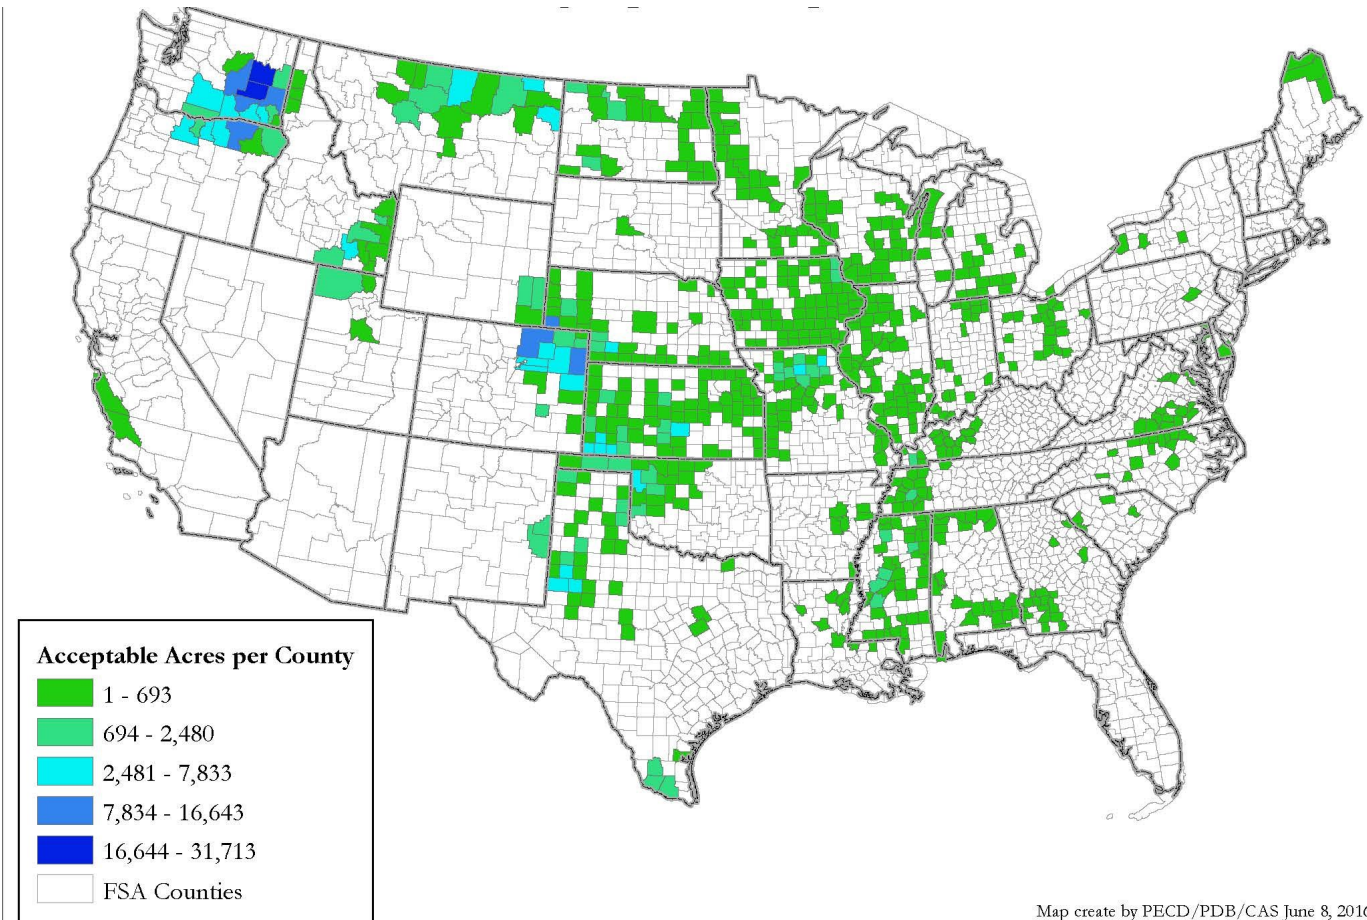 Acceptable Acres per County
1 - 693
694 - 2,480
2,481 - 7,833
7,834 - 16,643
16,644 - 31,713
FSA Counties
Map create by PECD/PDB/CAS June 8, 2016